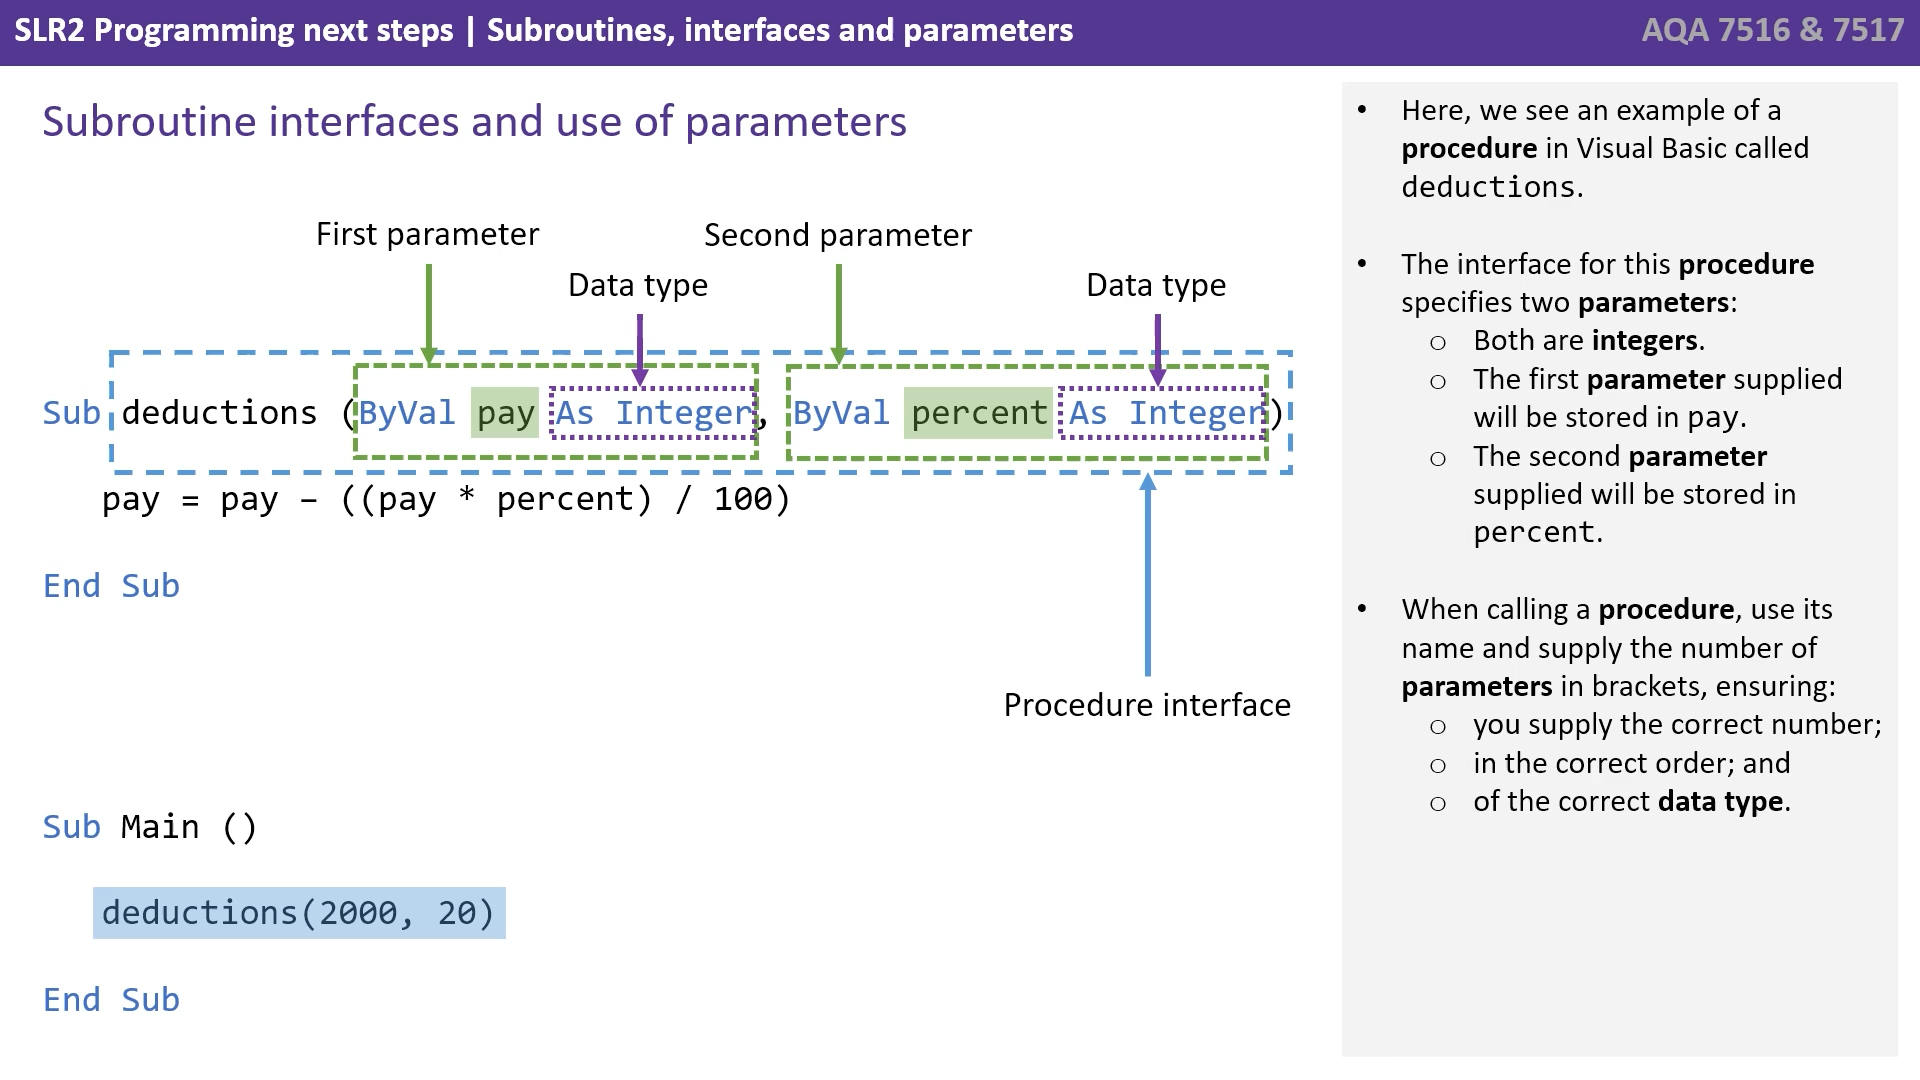 SLR2 Programming next steps | Subroutines, interfaces and parameters
AQA 7516 & 7517
Subroutine interfaces and use of parameters
First parameter
Second parameter
Data type
Data type
Sub deductions (ByVal pay As Integer, ByVal percent As Integer)
pay = pay – ((pay * percent) / 100)
End Sub
Procedure interface
Sub Main ()
deductions(2000, 20)
End Sub
• Here, we see an example of a
procedure in Visual Basic called
deductions.
• The interface for this procedure
specifies two parameters:
o Both are integers.
o The first parameter supplied
will be stored in pay.
o The second parameter
supplied will be stored in
percent.
• When calling a procedure, use its
name and supply the number of
parameters in brackets, ensuring:
o you supply the correct number;
o in the correct order; and
o of the correct data type.